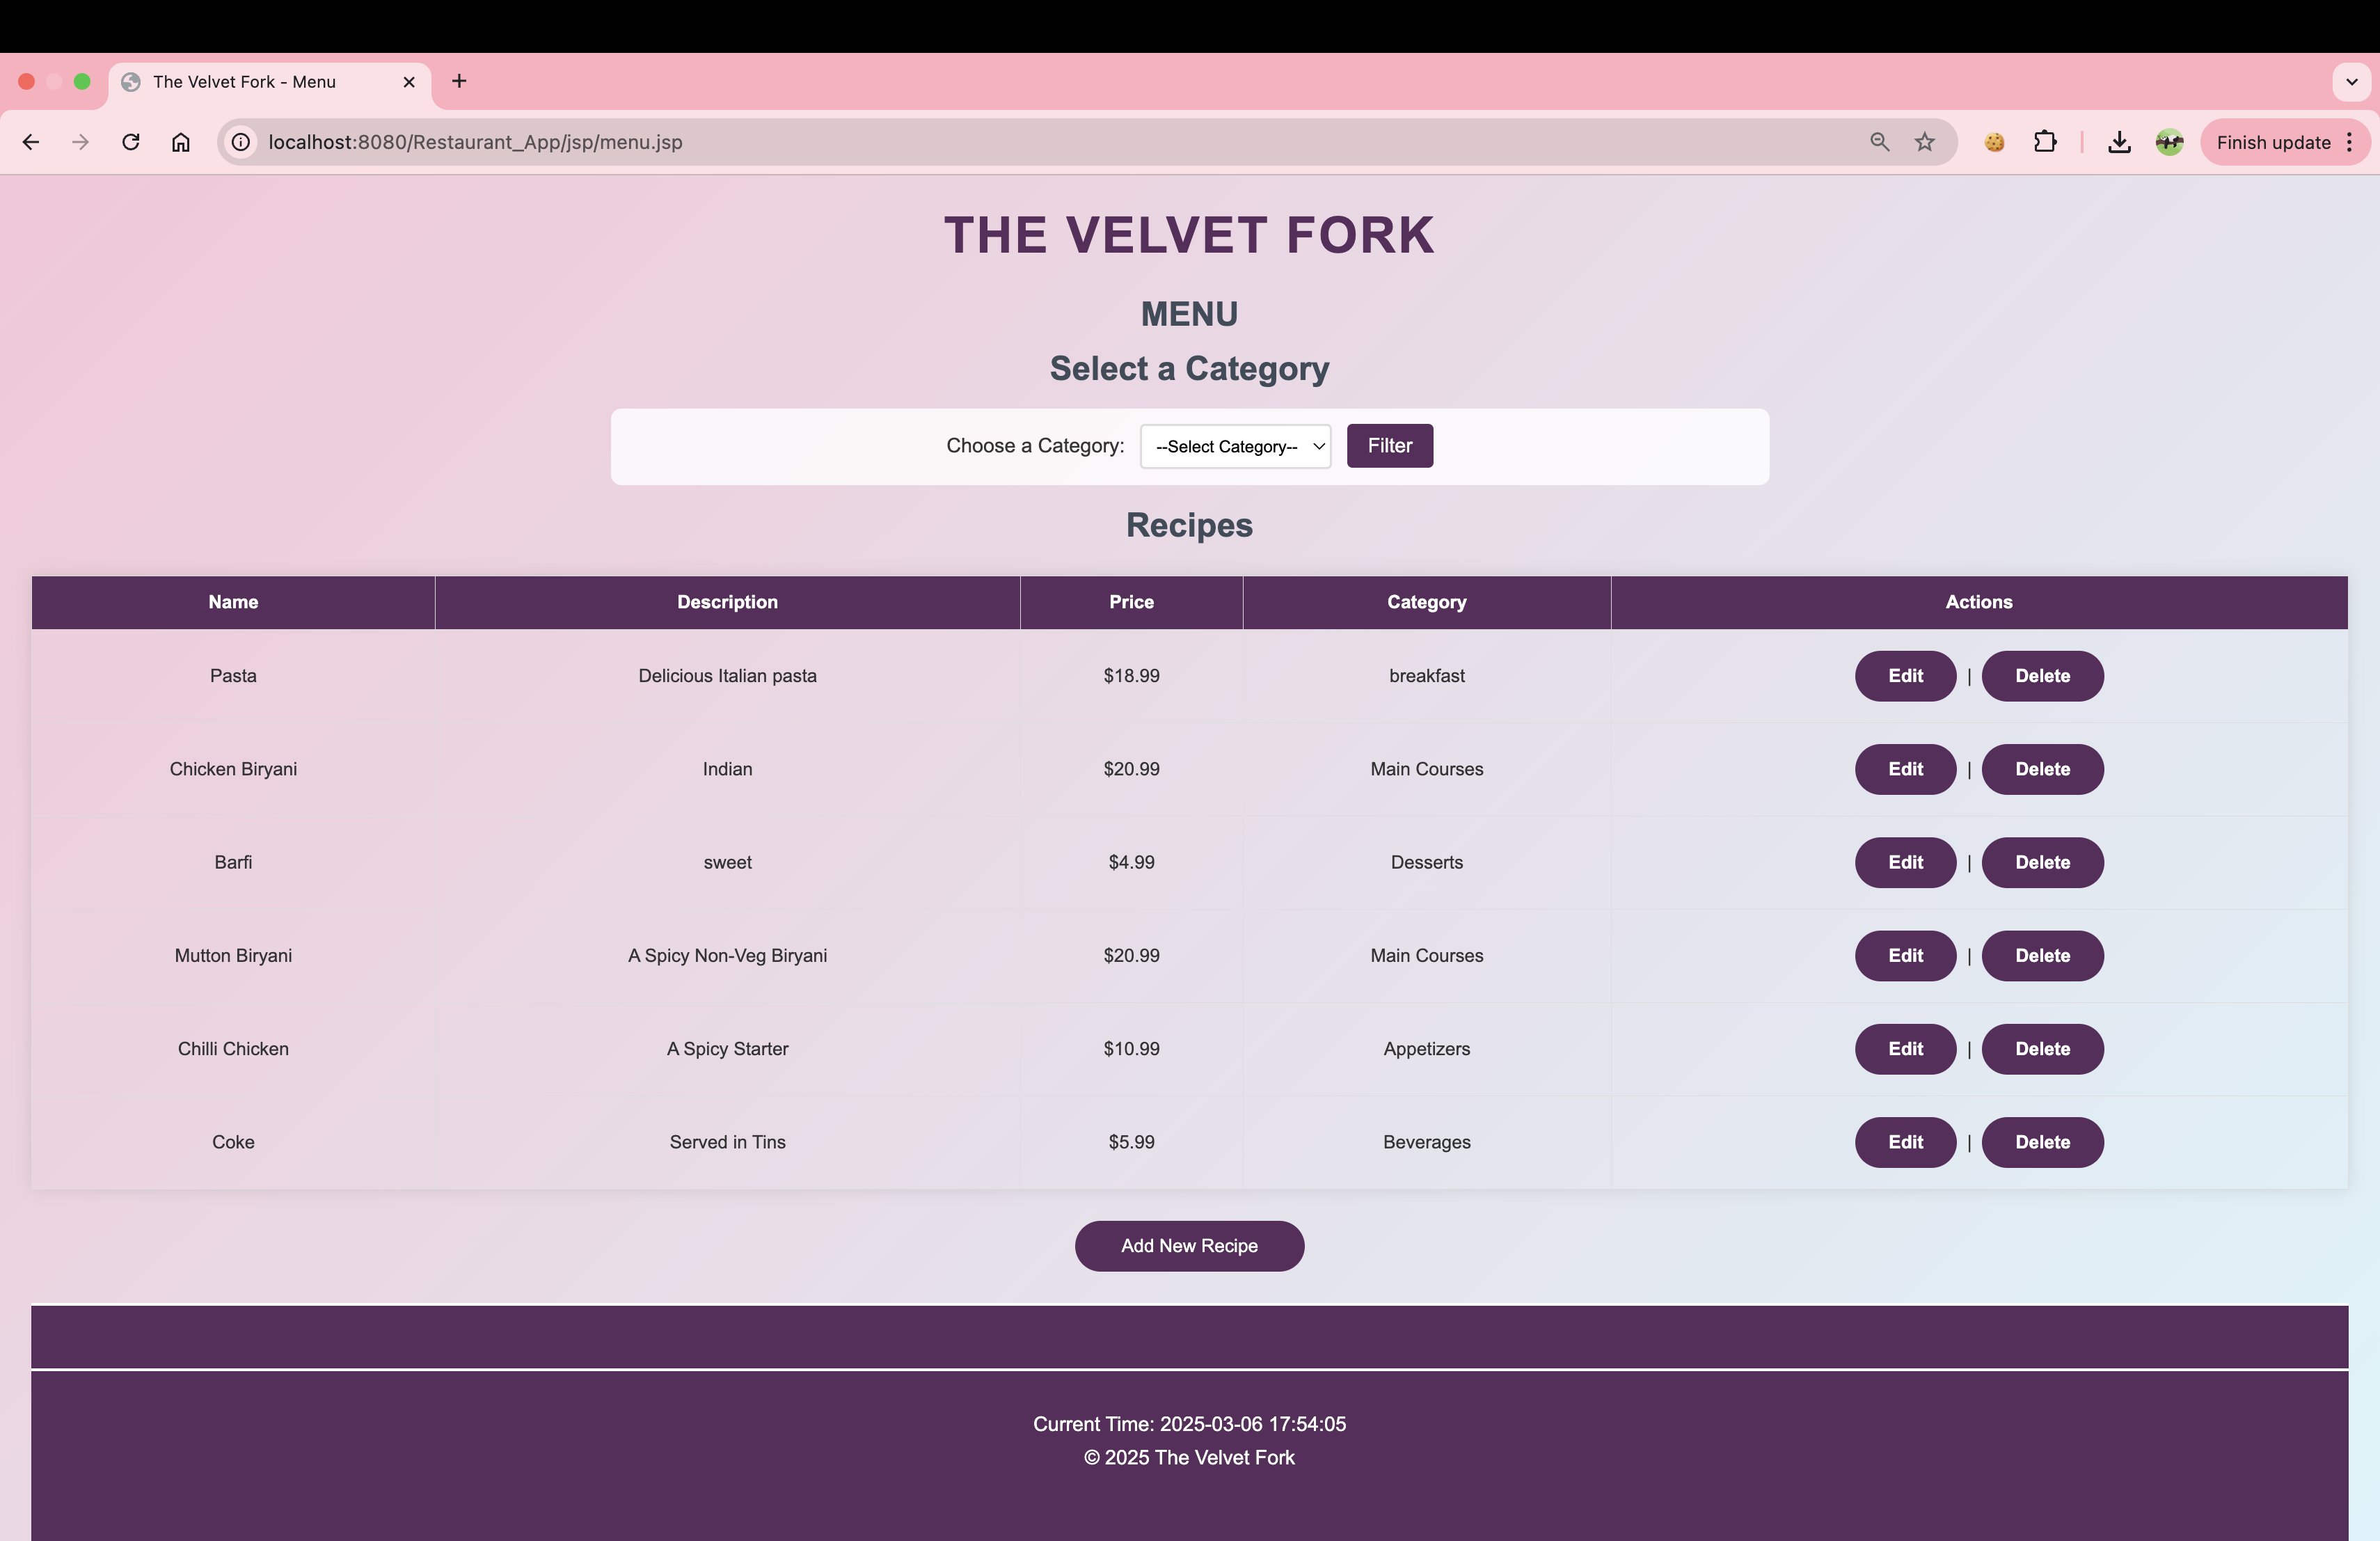 The Velvet Fork - Menu
localhost:8080/Restaurant_App/jsp/menu.jsp
Finish update
THE VELVET FORK
MENU
Select a Category
Choose a Category: --Select Category-- Filter
Recipes
Name Description Price Category Actions
Pasta Delicious Italian pasta $18.99 breakfast Edit | Delete
Chicken Biryani Indian $20.99 Main Courses Edit | Delete
Barfi sweet $4.99 Desserts Edit | Delete
Mutton Biryani A Spicy Non-Veg Biryani $20.99 Main Courses Edit | Delete
Chilli Chicken A Spicy Starter $10.99 Appetizers Edit | Delete
Coke Served in Tins $5.99 Beverages Edit | Delete
Add New Recipe
Current Time: 2025-03-06 17:54:05
© 2025 The Velvet Fork